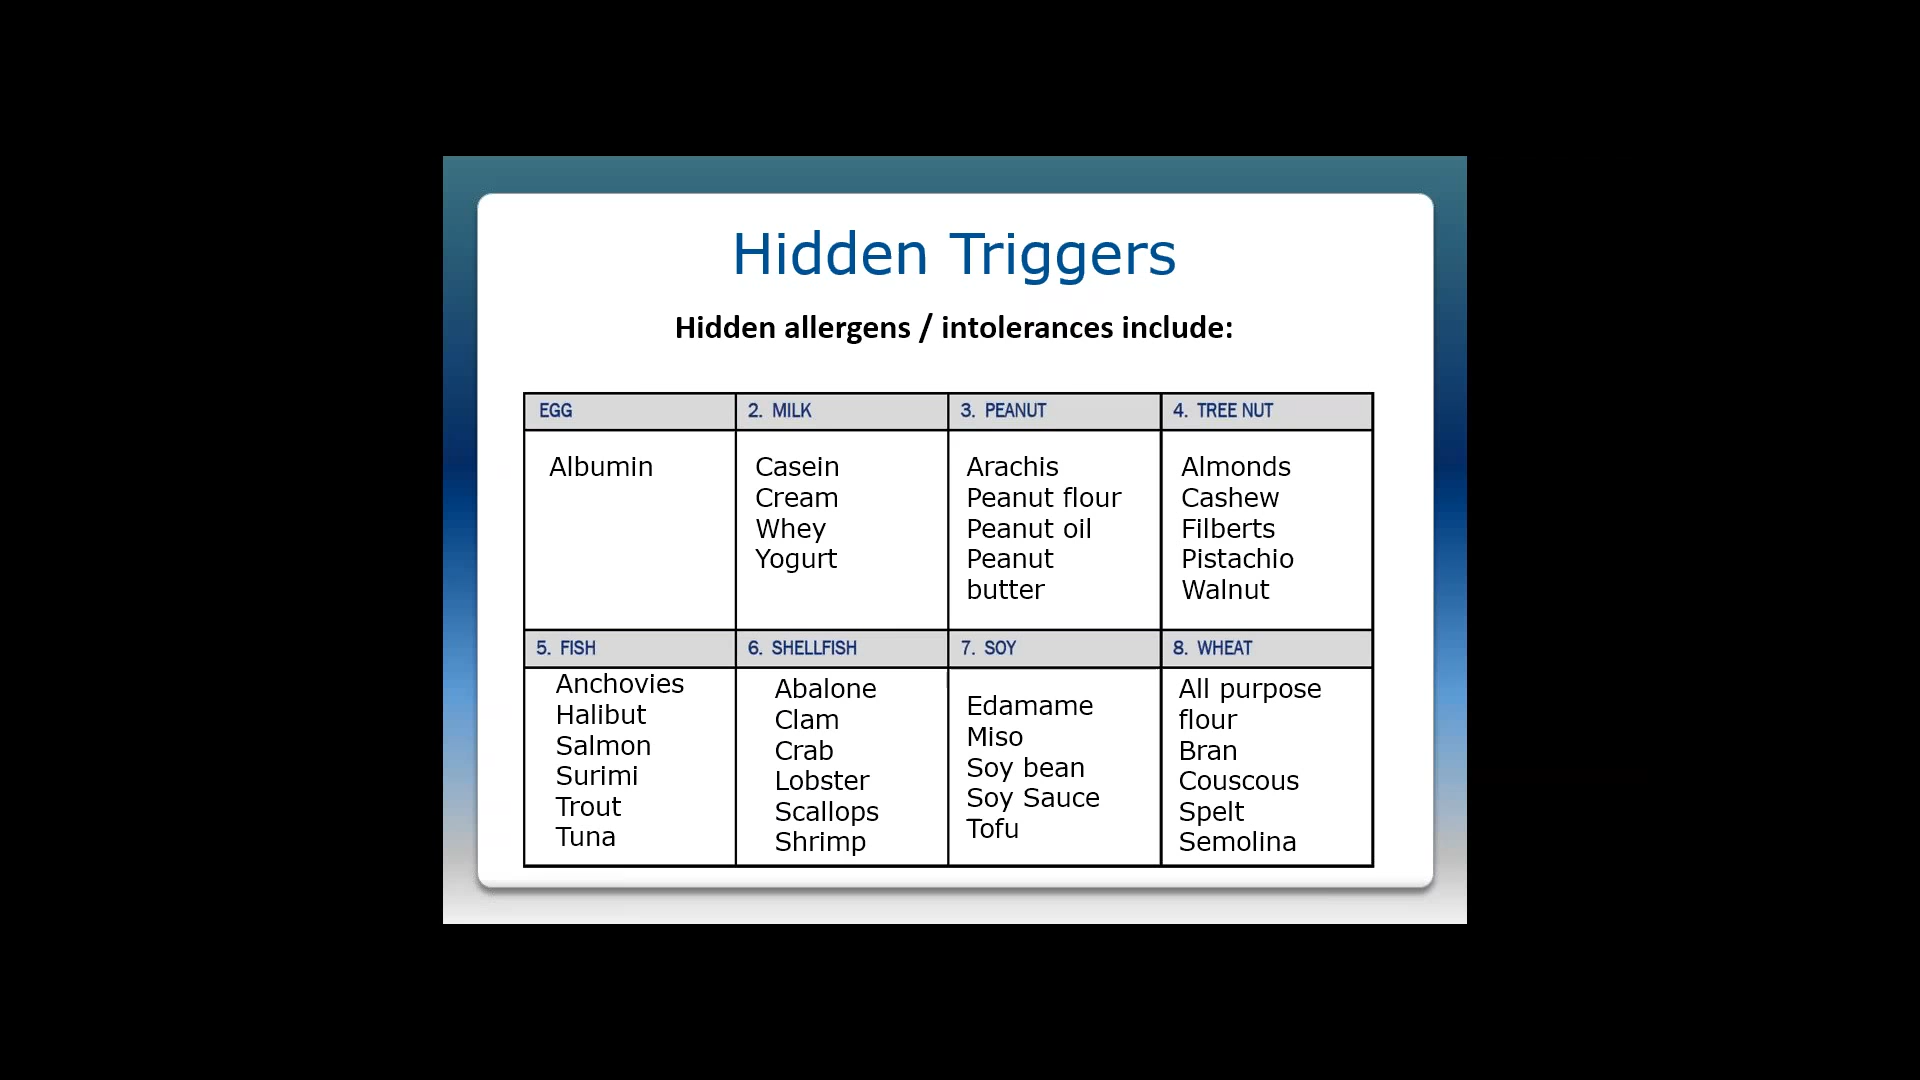 Hidden Triggers
Hidden allergens / intolerances include:
EGG
Albumin
2. MILK
Casein
Cream
Whey
Yogurt
3. PEANUT
Arachis
Peanut flour
Peanut oil
Peanut
butter
4. TREE NUT
Almonds
Cashew
Filberts
Pistachio
Walnut
5. FISH
Anchovies
Halibut
Salmon
Surimi
Trout
Tuna
6. SHELLFISH
Abalone
Clam
Crab
Lobster
Scallops
Shrimp
7. SOY
Edamame
Miso
Soy bean
Soy Sauce
Tofu
8. WHEAT
All purpose
flour
Bran
Couscous
Spelt
Semolina